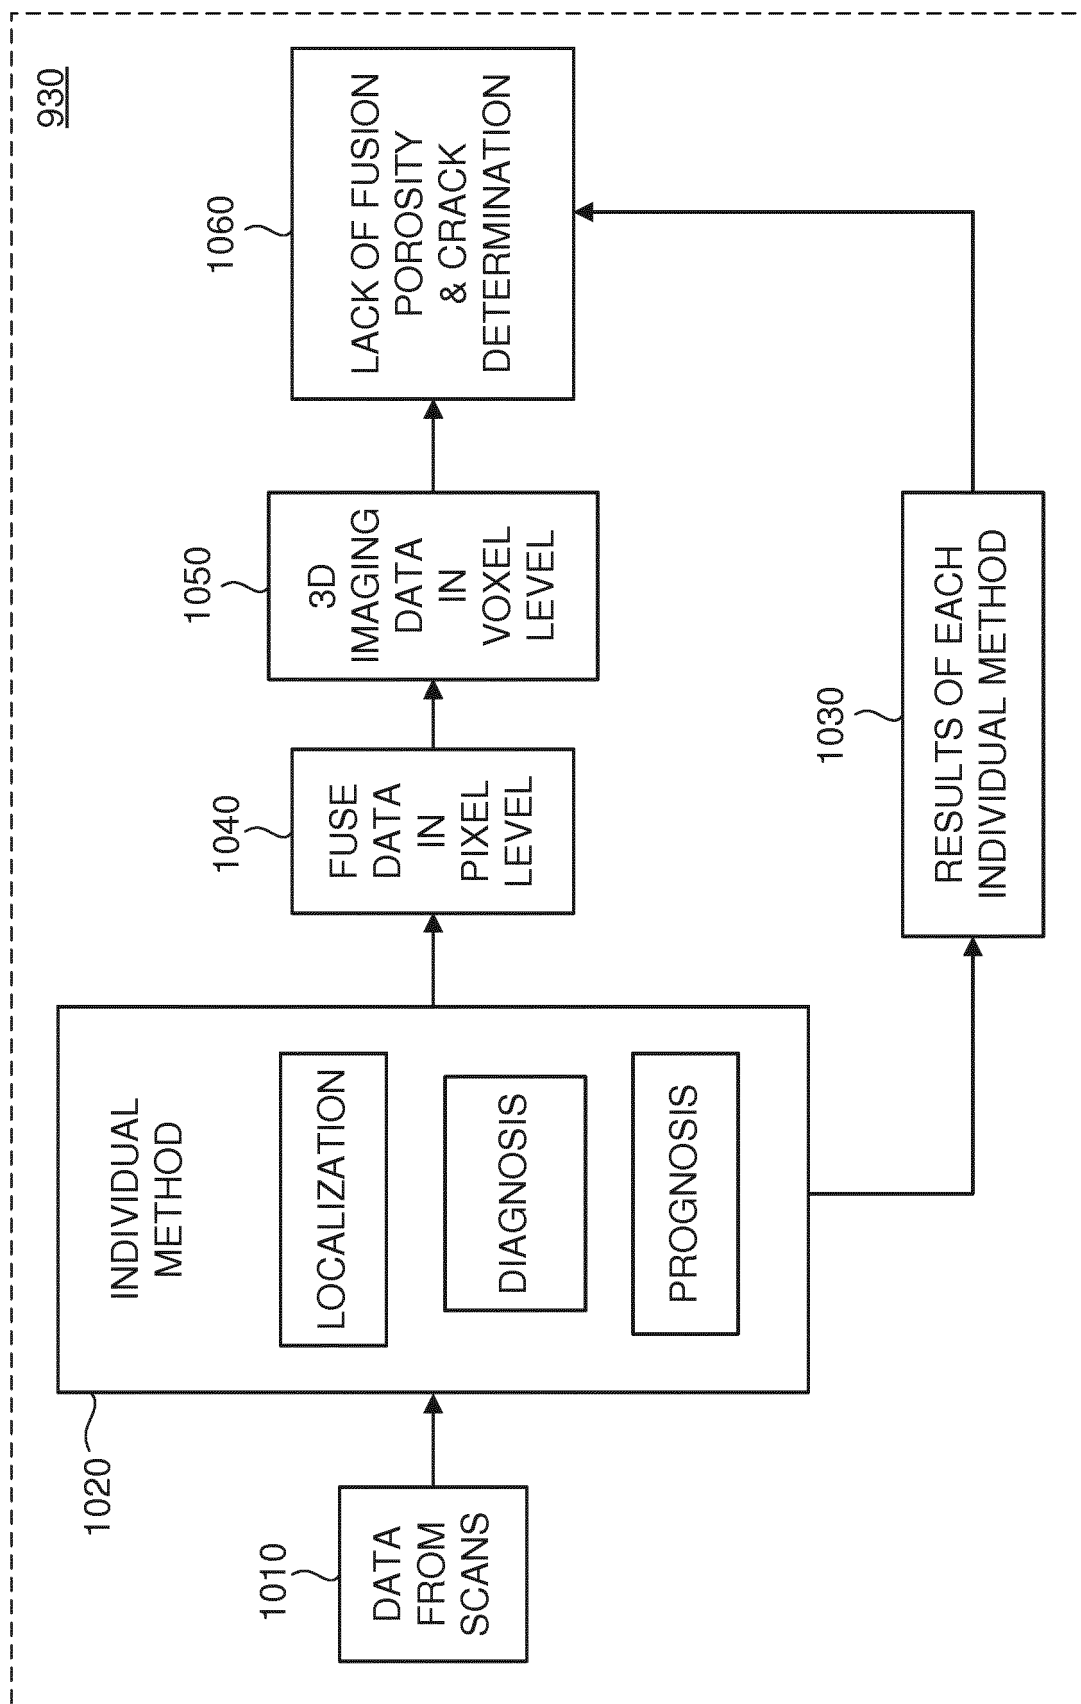 930
1010
DATA
FROM
SCANS
1020
INDIVIDUAL
METHOD
LOCALIZATION
DIAGNOSIS
PROGNOSIS
1040
FUSE
DATA
IN
PIXEL
LEVEL
1050
3D
IMAGING
DATA
IN
VOXEL
LEVEL
1060
LACK OF FUSION
POROSITY
& CRACK
DETERMINATION
1030
RESULTS OF EACH
INDIVIDUAL METHOD